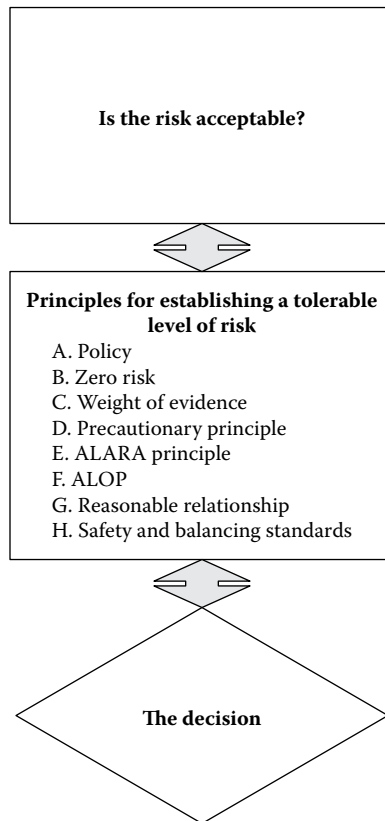 Is the risk acceptable?
Principles for establishing a tolerable
level of risk
A. Policy
B. Zero risk
C. Weight of evidence
D. Precautionary principle
E. ALARA principle
F. ALOP
G. Reasonable relationship
H. Safety and balancing standards
The decision